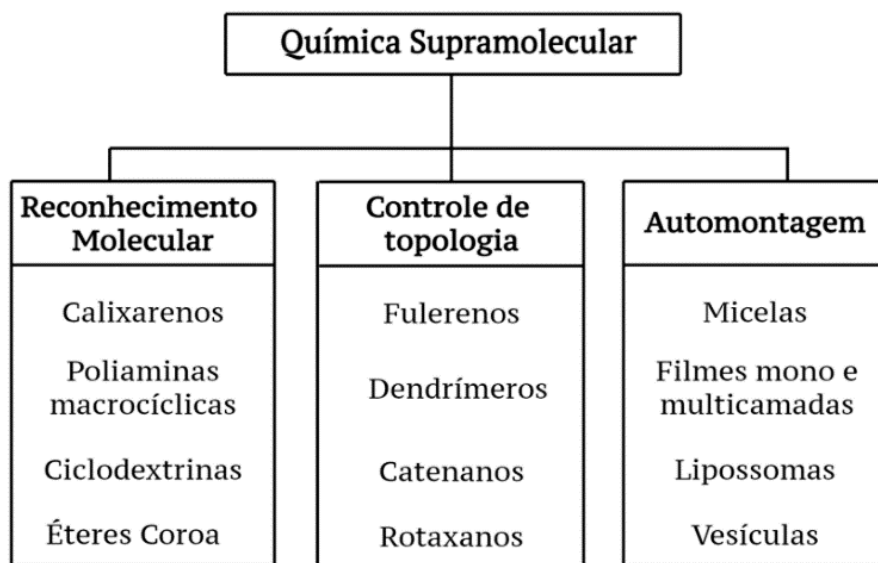 Química Supramolecular
Reconhecimento
Molecular
Calixarenos
Poliaminas
macrocíclicas
Ciclodextrinas
Éteres Coroa
Controle de
topologia
Fulerenos
Dendrímeros
Catenanos
Rotaxanos
Automontagem
Micelas
Filmes mono e
multicamadas
Lipossomas
Vesículas